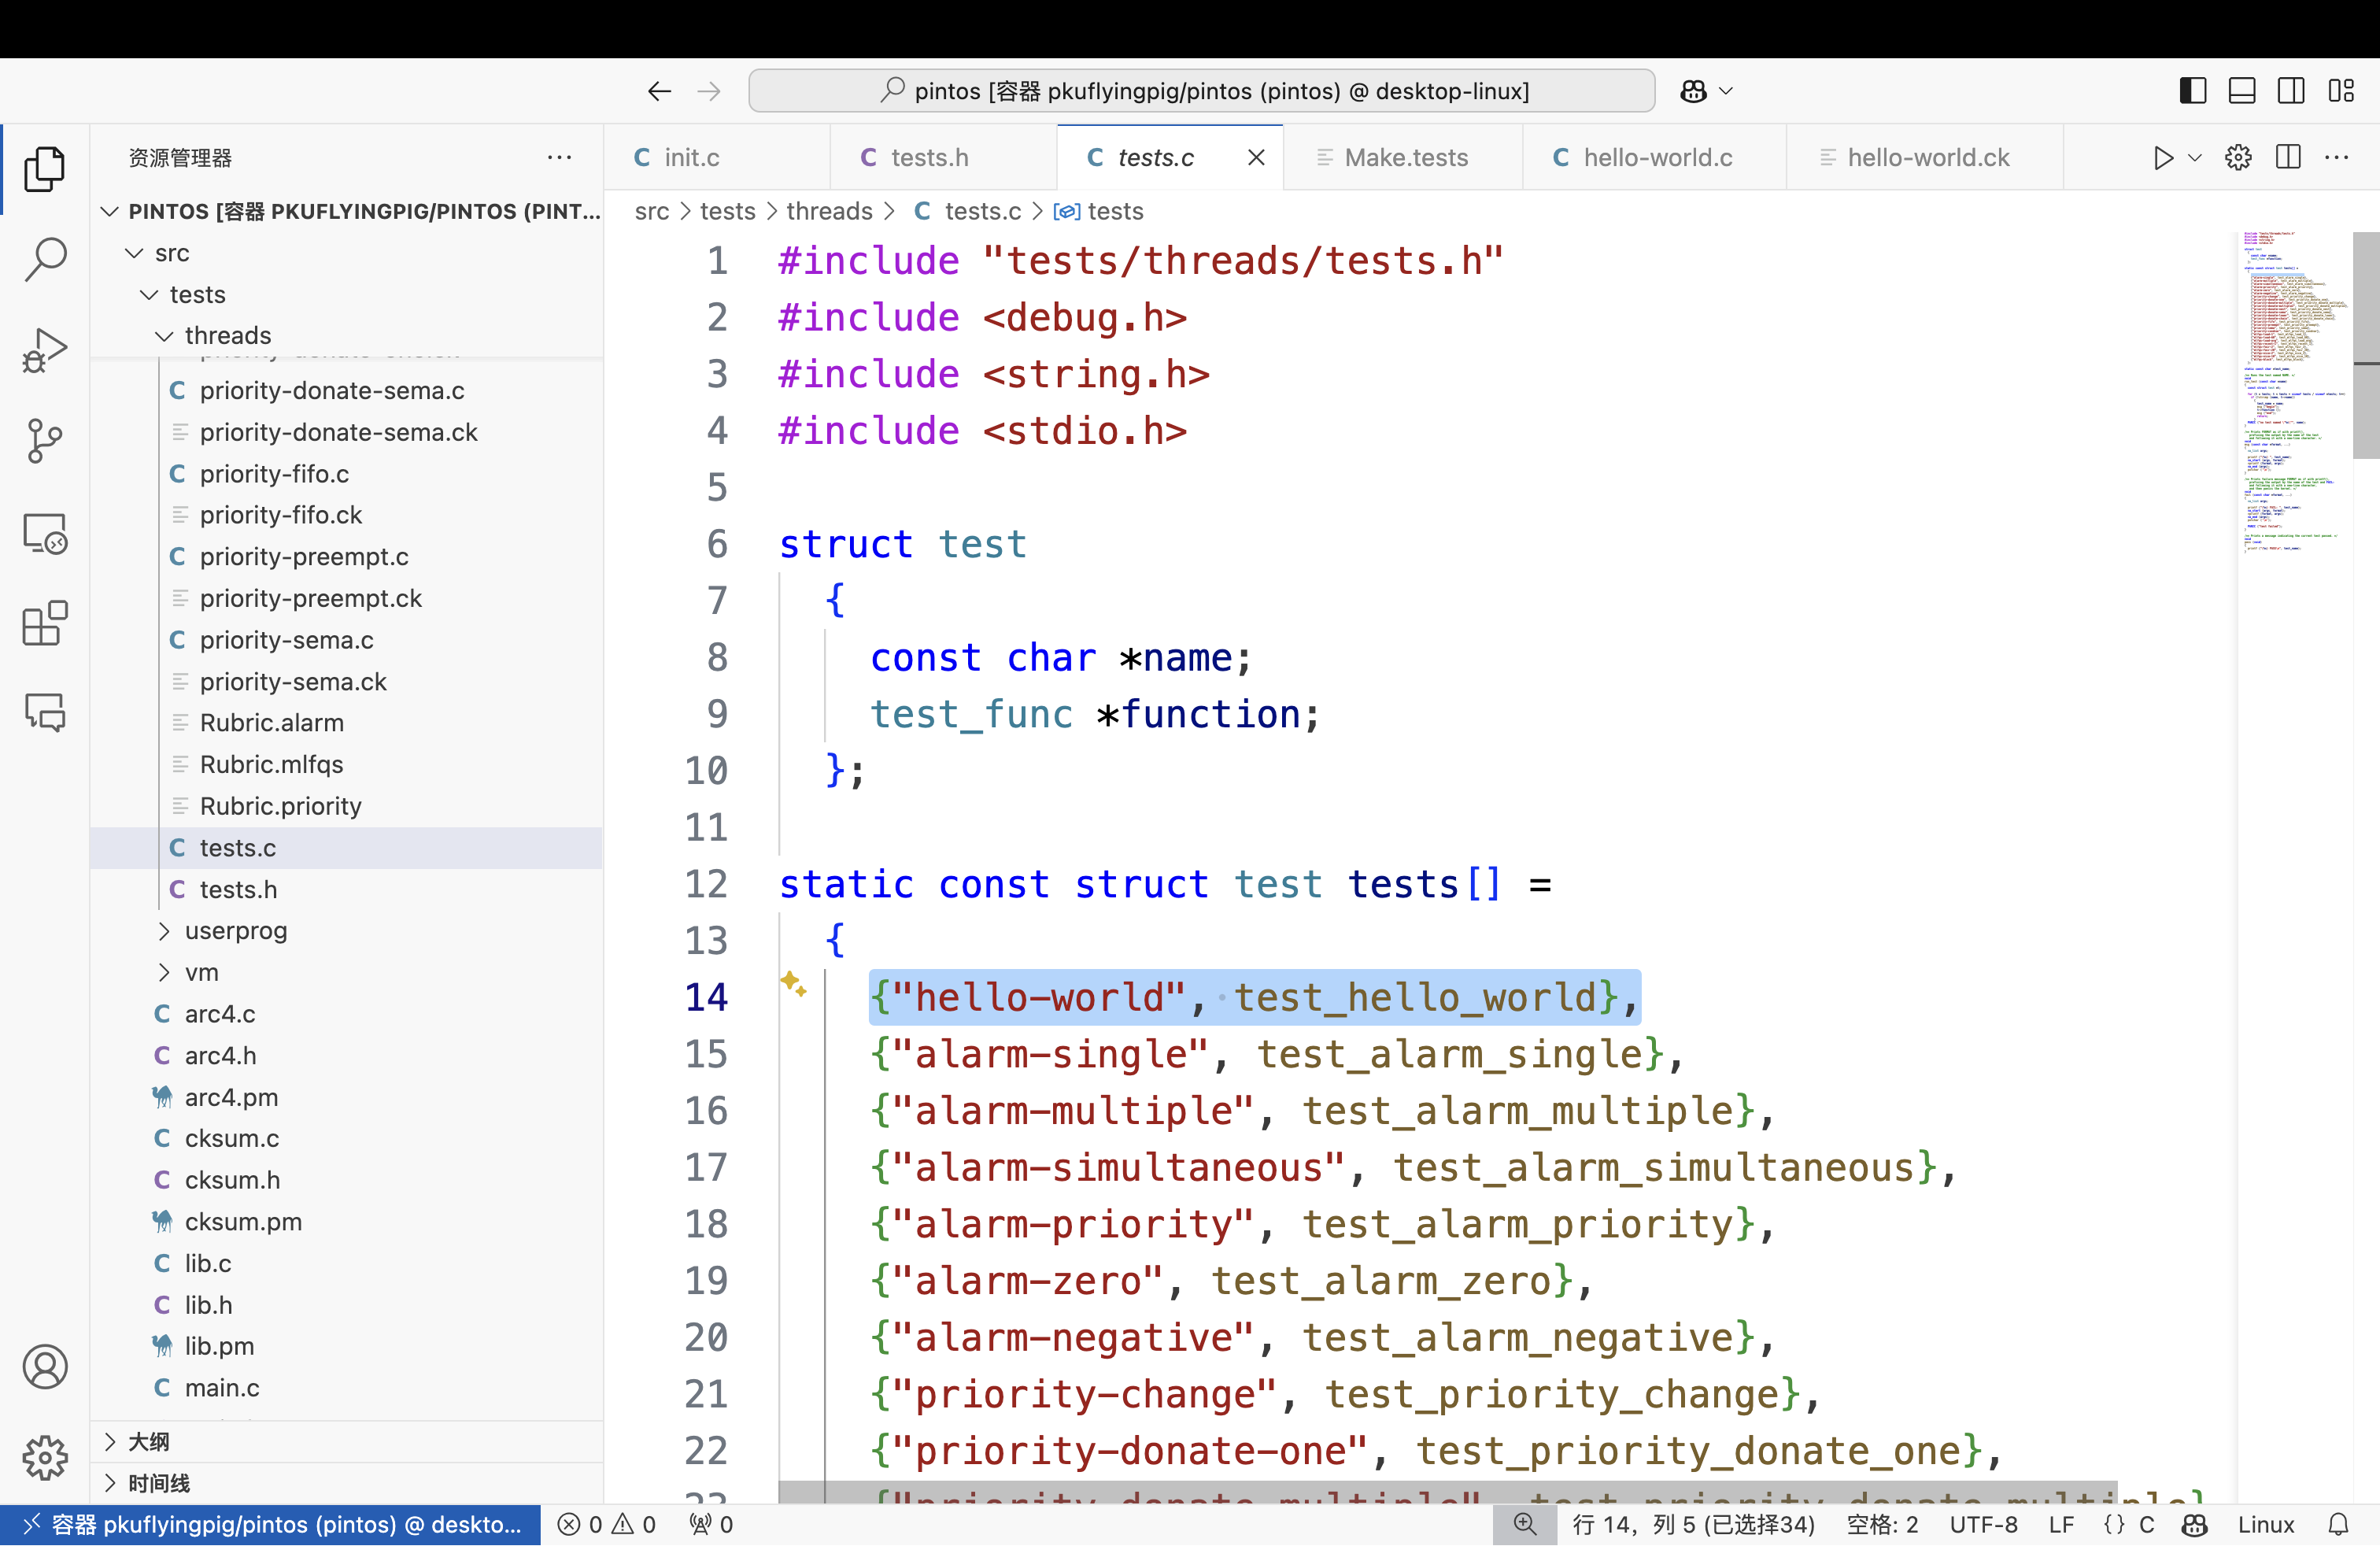 pintos [容器 pkuflyingpig/pintos (pintos) @ desktop-linux]
资源管理器
init.c
tests.h
tests.c
Make.tests
hello-world.c
hello-world.ck
PINTOS [容器 PKUFLYINGPIG/PINTOS (PINT...
src > tests > threads > C tests.c > tests
src
tests
threads
priority-donate-sema.c
priority-donate-sema.ck
priority-fifo.c
priority-fifo.ck
priority-preempt.c
priority-preempt.ck
priority-sema.c
priority-sema.ck
Rubric.alarm
Rubric.mlfqs
Rubric.priority
tests.c
tests.h
userprog
vm
arc4.c
arc4.h
arc4.pm
cksum.c
cksum.h
cksum.pm
lib.c
lib.h
lib.pm
main.c
大纲
时间线
1 #include "tests/threads/tests.h"
2 #include <debug.h>
3 #include <string.h>
4 #include <stdio.h>
5
6 struct test
7 {
8 const char *name;
9 test_func *function;
10 };
11
12 static const struct test tests[] =
13 {
14 {"hello-world", test_hello_world},
15 {"alarm-single", test_alarm_single},
16 {"alarm-multiple", test_alarm_multiple},
17 {"alarm-simultaneous", test_alarm_simultaneous},
18 {"alarm-priority", test_alarm_priority},
19 {"alarm-zero", test_alarm_zero},
20 {"alarm-negative", test_alarm_negative},
21 {"priority-change", test_priority_change},
22 {"priority-donate-one", test_priority_donate_one},
23 {"priority-donate-multiple", test_priority_donate_multiple}
容器 pkuflyingpig/pintos (pintos) @ deskto...
0
0
0
行 14，列 5 (已选择34)
空格: 2
UTF-8
LF
{} C
Linux